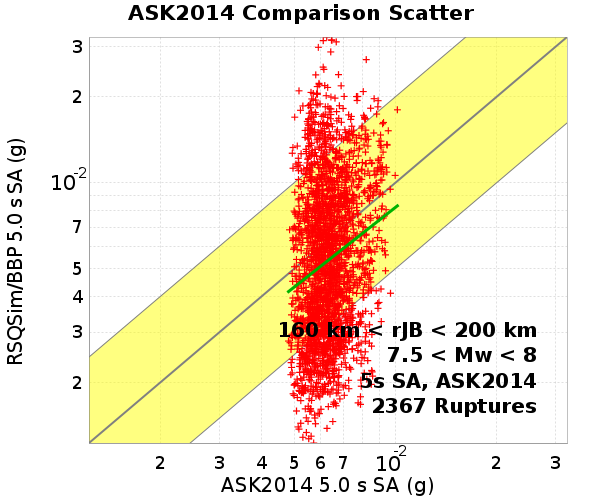 ASK2014 Comparison Scatter
RSQSim/BBP 5.0 s SA (g)
3
2
10-2
7
5
4
3
2
160 km < rJB < 200 km
7.5 < Mw < 8
5s SA, ASK2014
2367 Ruptures
2 3 4 5 6 7 10-2 2 3
ASK2014 5.0 s SA (g)